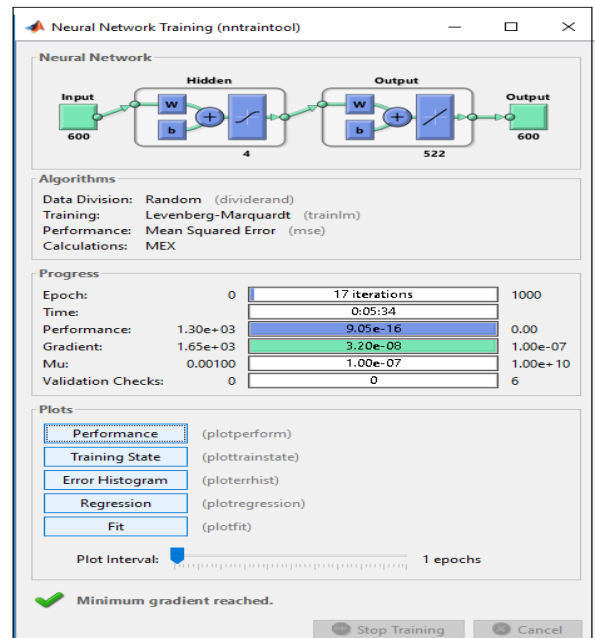 Neural Network Training (nntraintool)
Neural Network
Hidden Output
Input Output
W W
b b
600 4 522 600
Algorithms
Data Division: Random (dividerand)
Training: Levenberg-Marquardt (trainlm)
Performance: Mean Squared Error (mse)
Calculations: MEX
Progress
Epoch: 0 17 iterations 1000
Time: 0:05:34
Performance: 1.30e+03 9.05e-16 0.00
Gradient: 1.65e+03 3.20e-08 1.00e-07
Mu: 0.00100 1.00e-07 1.00e+10
Validation Checks: 0 0 6
Plots
Performance (plotperform)
Training State (plottrainstate)
Error Histogram (ploterrhist)
Regression (plotregression)
Fit (plotfit)
Plot Interval: 1 epochs
Minimum gradient reached.
Stop Training Cancel